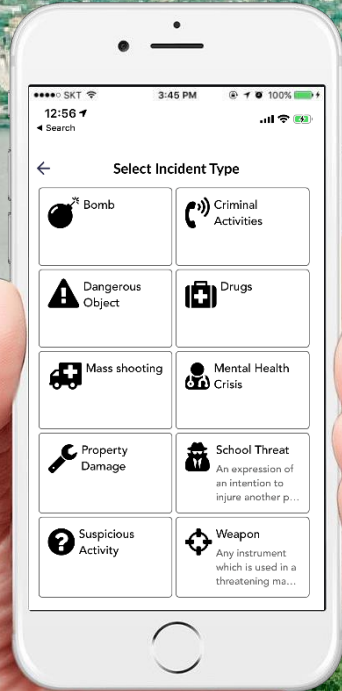 SKT 3:45 PM 100%
12:56
Search
Select Incident Type
Bomb
Criminal
Activities
Dangerous
Object
Drugs
Mass shooting
Mental Health
Crisis
Property
Damage
School Threat
An expression of
an intention to
injure another p...
Suspicious
Activity
Weapon
Any instrument
which is used in a
threatening ma...